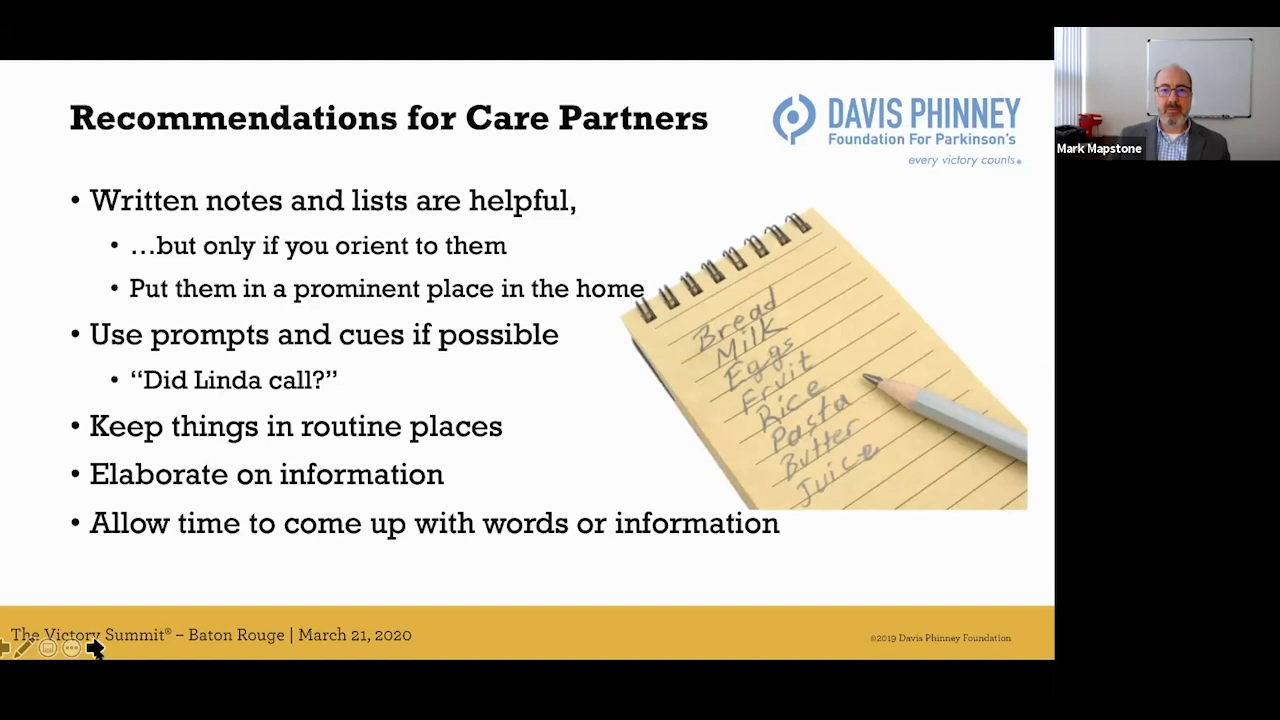 Recommendations for Care Partners
DAVIS PHINNEY
Foundation For Parkinson's
every victory counts®
• Written notes and lists are helpful,
• …but only if you orient to them
• Put them in a prominent place in the home
• Use prompts and cues if possible
• “Did Linda call?”
• Keep things in routine places
• Elaborate on information
• Allow time to come up with words or information
Bread
Milk
Eggs
Fruit
Rice
Pasta
Butter
Juice
The Victory Summit® – Baton Rouge | March 21, 2020
©2019 Davis Phinney Foundation
Mark Mapstone